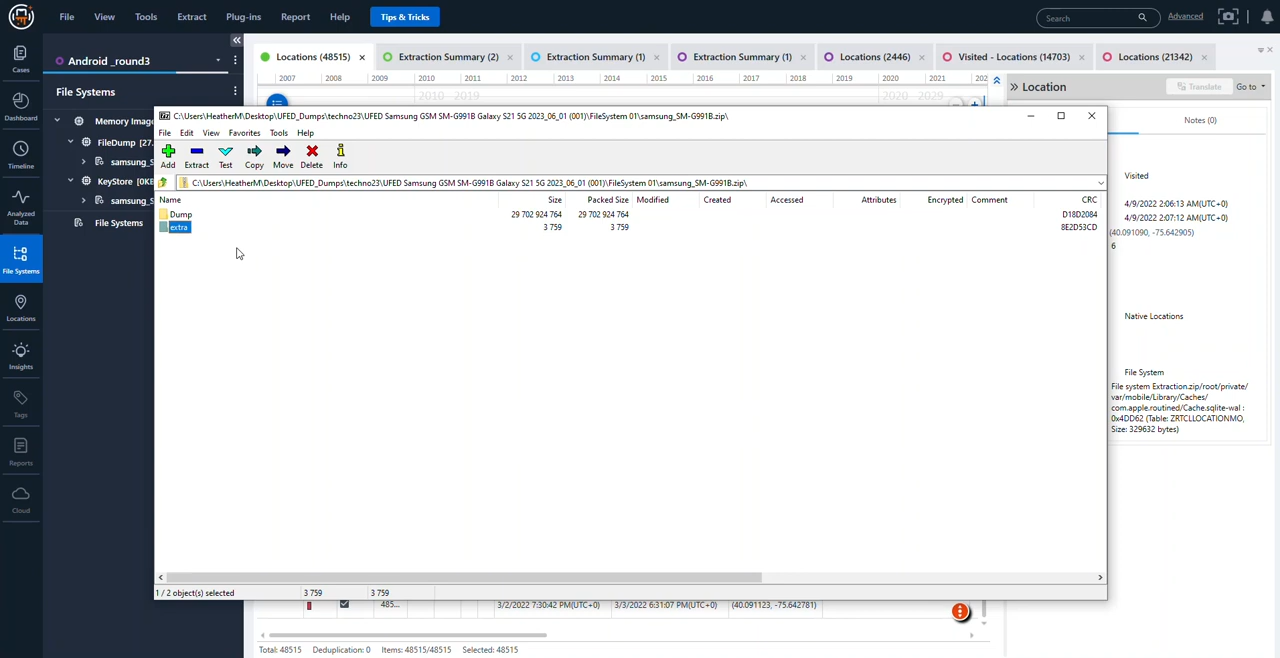 File View Tools Extract Plug-ins Report Help Tips & Tricks Search Advanced
Cases
Dashboard
Timeline
Analyzed
Data
File Systems
Locations
Insights
Tags
Reports
Cloud
Android _round3
File Systems
Memory Imag
FileDump [27.
samsung_S
KeyStore [0KE
samsung_S
File Systems
Locations (48515) × Extraction Summary (2) × Extraction Summary (1) × Extraction Summary (1) × Locations (2446) × Visited - Locations (14703) × Locations (21342) ×
2007 2008 2009 2010 2011 2012 2013 2014 2015 2016 2017 2018 2019 2020 2021 202
2010 - 2019 2020 - 2029
C:\Users\HeatherM\Desktop\UFED_Dumps\techno23\UFED Samsung GSM SM-G991B Galaxy S21 5G 2023_06_01 (001)\FileSystem 01\samsung_SM-G991B.zip\
File Edit View Favorites Tools Help
Add Extract Test Copy Move Delete Info
C:\Users\HeatherM\Desktop\UFED_Dumps\techno23\UFED Samsung GSM SM-G991B Galaxy S21 5G 2023_06_01 (001)\FileSystem 01\samsung_SM-G991B.zip\
Name Size Packed Size Modified Created Accessed Attributes Encrypted Comment CRC
Dump 29 702 924 764 29 702 924 764 D18D2084
extra 3 759 3 759 8E2D53CD
1 / 2 object(s) selected 3 759 3 759
485... 3/2/2022 7:30:42 PM(UTC+0) 3/3/2022 6:31:07 PM(UTC+0) (40.091123, -75.642781)
Total: 48515 Deduplication: 0 Items: 48515/48515 Selected: 48515
» Location Translate Go to
Notes (0)
Visited
4/9/2022 2:06:13 AM(UTC+0)
4/9/2022 2:07:12 AM(UTC+0)
(40.091090, -75.642905)
6
Native Locations
File System
File system Extraction.zip/root/private/
var/mobile/Library/Caches/
com.apple.routined/Cache.sqlite-wal :
0x4DD62 (Table: ZRTCLLOCATIONMO,
Size: 329632 bytes)